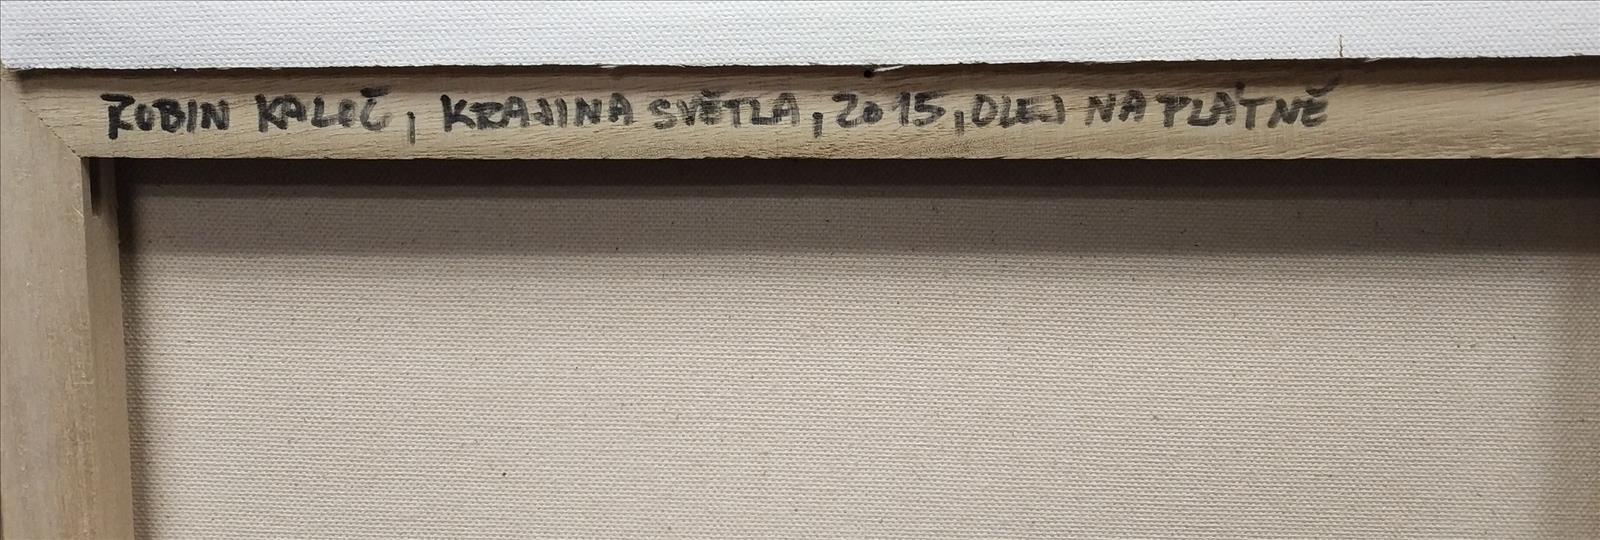 ROBIN KALOČ, KRAJINA SVĚTLA, 2015, OLEJ NA PLÁTNĚ